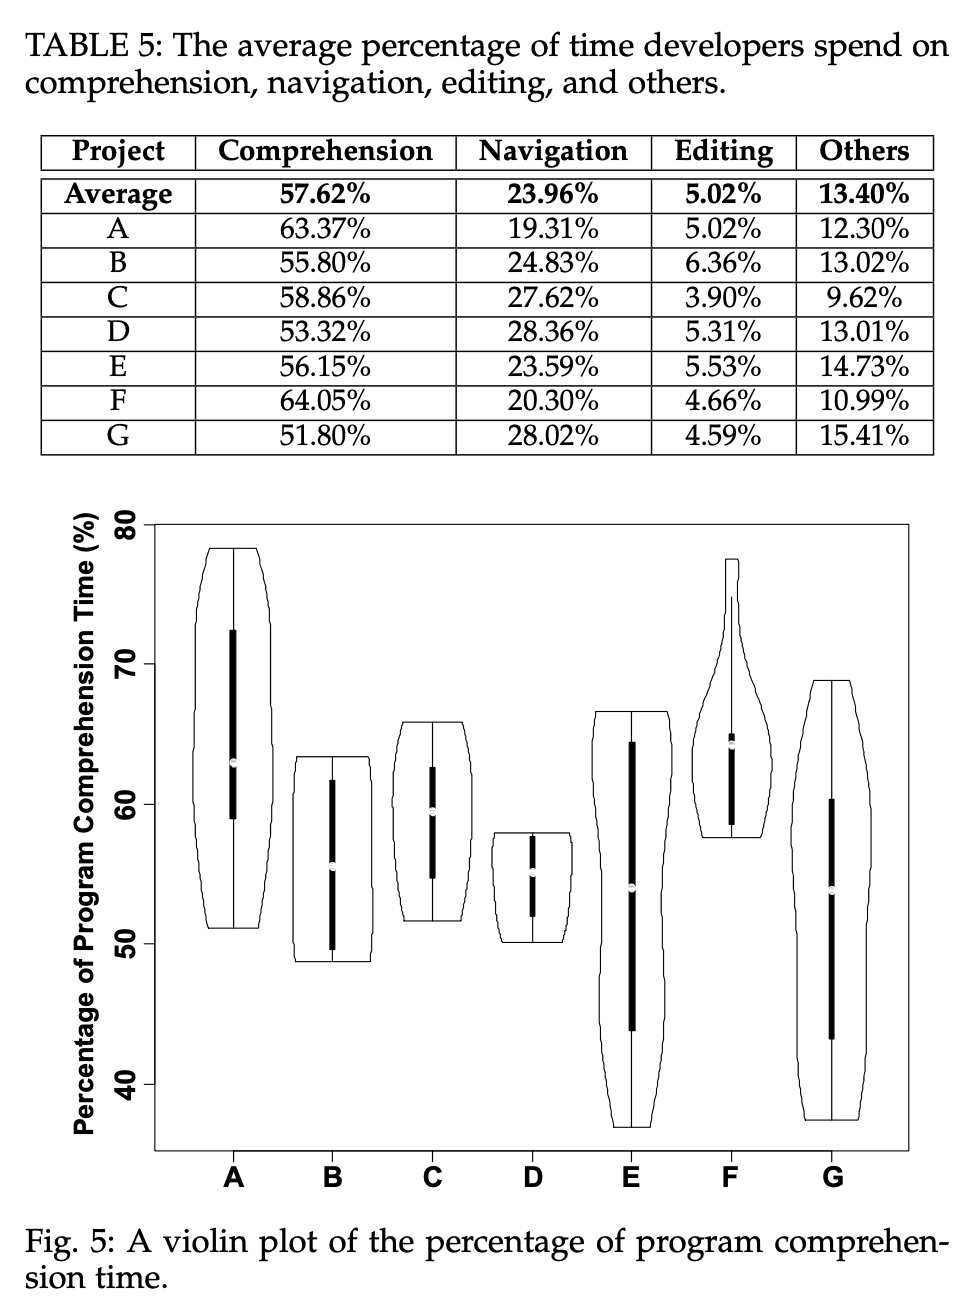 TABLE 5: The average percentage of time developers spend on
comprehension, navigation, editing, and others.
Project Comprehension Navigation Editing Others
Average 57.62% 23.96% 5.02% 13.40%
A 63.37% 19.31% 5.02% 12.30%
B 55.80% 24.83% 6.36% 13.02%
C 58.86% 27.62% 3.90% 9.62%
D 53.32% 28.36% 5.31% 13.01%
E 56.15% 23.59% 5.53% 14.73%
F 64.05% 20.30% 4.66% 10.99%
G 51.80% 28.02% 4.59% 15.41%
Percentage of Program Comprehension Time (%)
80
70
60
50
40
A B C D E F G
Fig. 5: A violin plot of the percentage of program comprehen-
sion time.